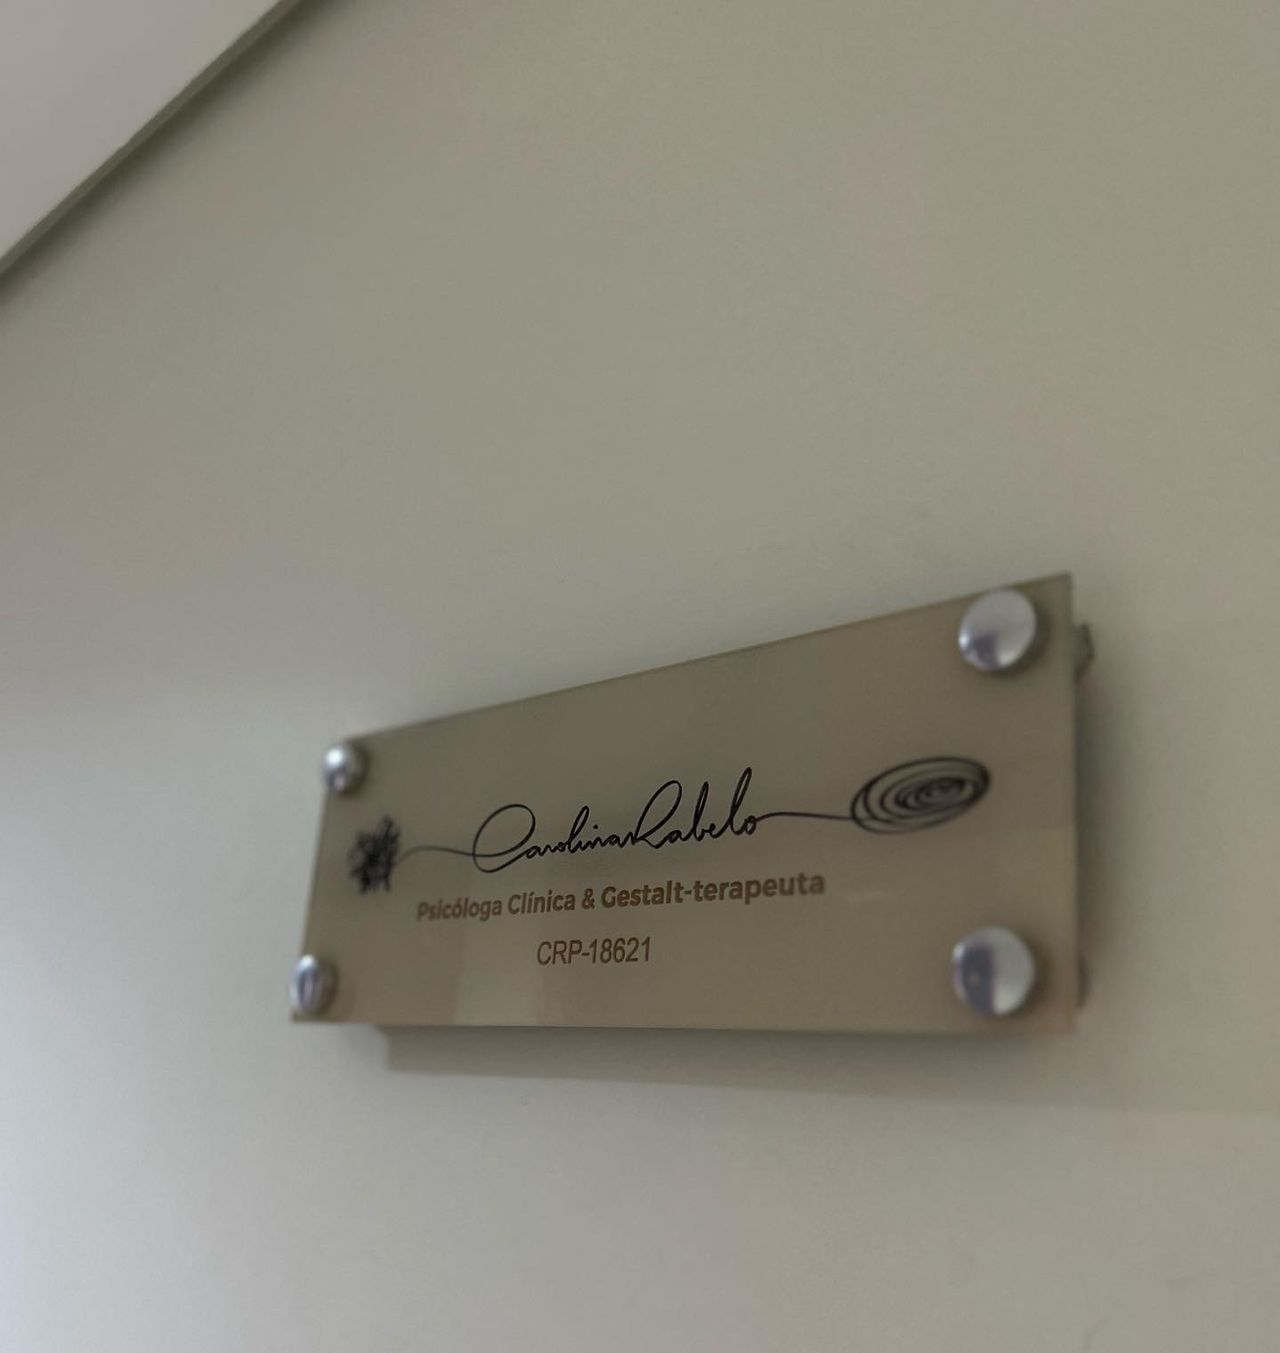 Carolina Rabelo
Psicóloga Clínica & Gestalt-terapeuta
CRP-18621